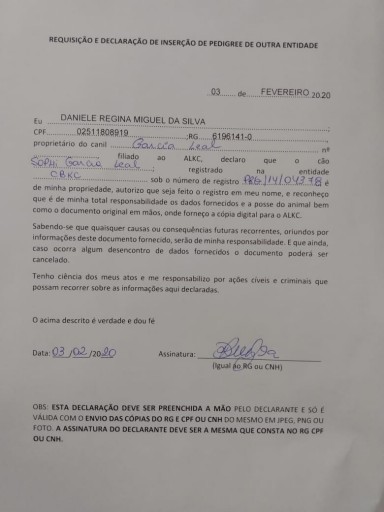 REQUISIÇÃO E DECLARAÇÃO DE INSERÇÃO DE PEDIGREE DE OUTRA ENTIDADE
03 de FEVEREIRO 2020
Eu DANIELE REGINA MIGUEL DA SILVA
CPF 02511808919 ;RG 6196141-0
proprietário do canil Garcia Leal nº
filiado ao ALKC, declaro que o cão
SOPHI Garcia Leal registrado na entidade
CBKC sob o número de registro PRG/14/04378 é
de minha propriedade, autorizo que seja feito o registro em meu nome, e reconheço
que é de minha total responsabilidade os dados fornecidos e a posse do animal bem
como o documento original em mãos, onde forneço a cópia digital para o ALKC.
Sabendo-se que quaisquer causas ou consequências futuras recorrentes, oriundos por
informações deste documento fornecido, serão de minha responsabilidade. E que ainda,
caso ocorra algum desencontro de dados fornecidos o documento poderá ser
cancelado.
Tenho ciência dos meus atos e me responsabilizo por ações cíveis e criminais que
possam recorrer sobre as informações aqui declaradas.
O acima descrito é verdade e dou fé
Data: 03/02/2020 Assinatura:
(Igual do RG ou CNH)
OBS: ESTA DECLARAÇÃO DEVE SER PREENCHIDA A MÃO PELO DECLARANTE E SÓ É
VÁLIDA COM O ENVIO DAS CÓPIAS DO RG E CPF OU CNH DO MESMO EM JPEG, PNG OU
FOTO. A ASSINATURA DO DECLARANTE DEVE SER A MESMA QUE CONSTA NO RG CPF
OU CNH.